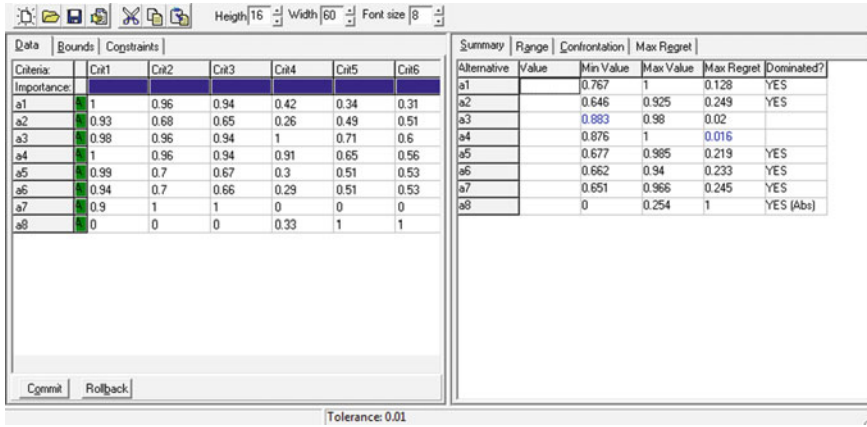 Heigth 16 Width 60 Font size 8
Data Bounds Constraints
Criteria: Crit1 Crit2 Crit3 Crit4 Crit5 Crit6
Importance:
a1 1 0.96 0.94 0.42 0.34 0.31
a2 0.93 0.68 0.65 0.26 0.49 0.51
a3 0.98 0.96 0.94 1 0.71 0.6
a4 1 0.96 0.94 0.91 0.65 0.56
a5 0.99 0.7 0.67 0.3 0.51 0.53
a6 0.94 0.7 0.66 0.29 0.51 0.53
a7 0.9 1 1 0 0 0
a8 0 0 0 0.33 1 1
Commit Rollback
Summary Range Confrontation Max Regret
Alternative Value Min Value Max Value Max Regret Dominated?
a1 0.767 1 0.128 YES
a2 0.646 0.925 0.249 YES
a3 0.883 0.98 0.02
a4 0.876 1 0.016
a5 0.677 0.985 0.219 YES
a6 0.662 0.94 0.233 YES
a7 0.651 0.966 0.245 YES
a8 0 0.254 1 YES (Abs)
Tolerance: 0.01